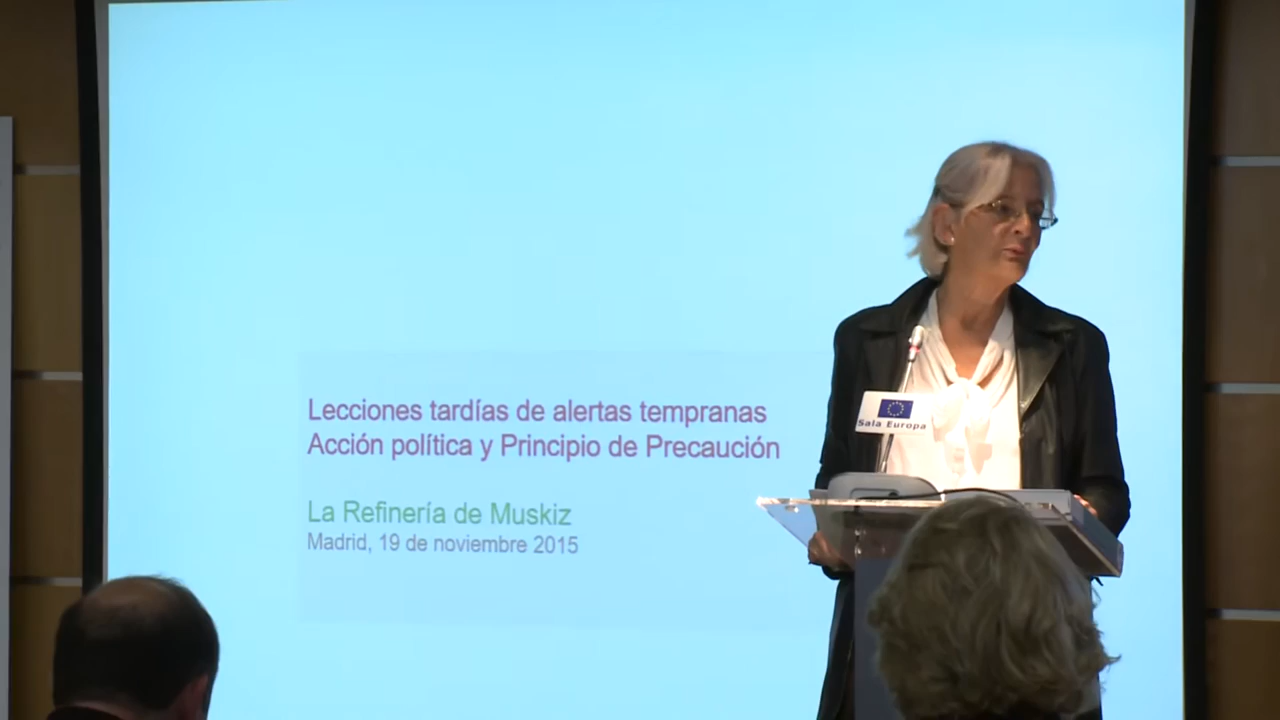 Lecciones tardías de alertas tempranas
Acción política y Principio de Precaución
La Refinería de Muskiz
Madrid, 19 de noviembre 2015
Sala Europa